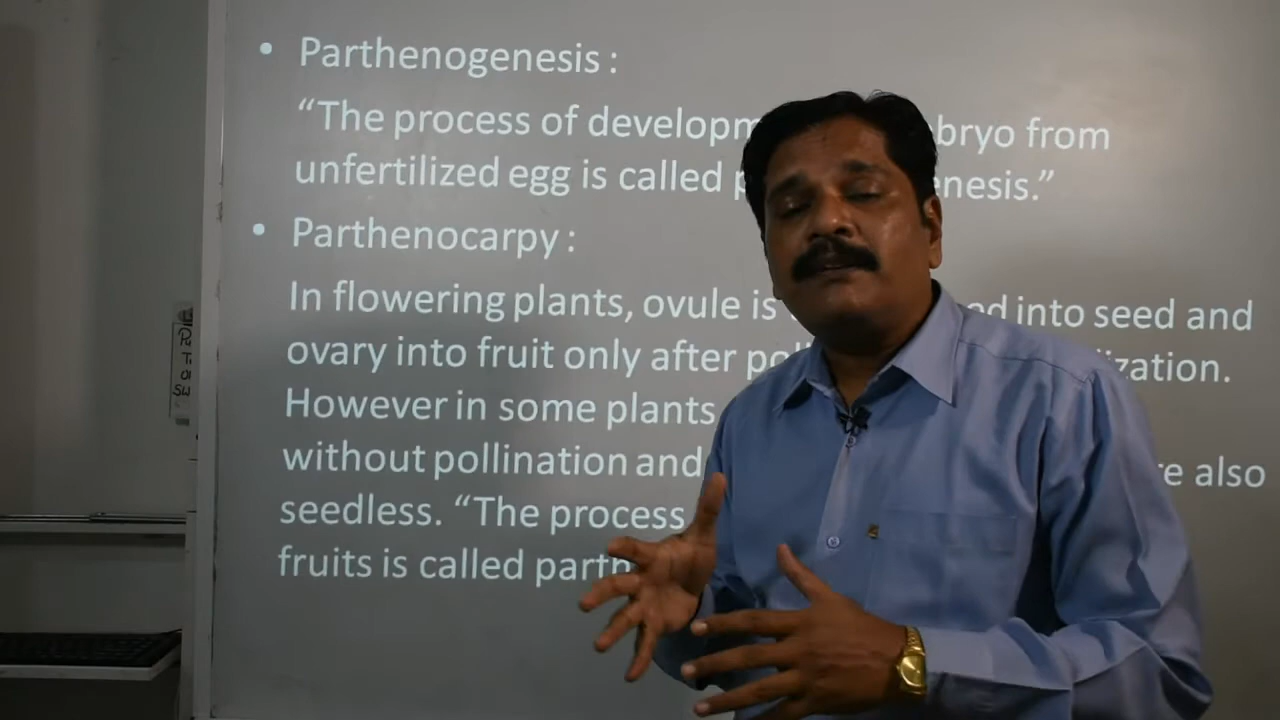 • Parthenogenesis :
“The process of developm bryo from
unfertilized egg is called p enesis.”
• Parthenocarpy :
In flowering plants, ovule is ed into seed and
ovary into fruit only after pol ization.
However in some plants
without pollination and re also
seedless. “The process
fruits is called parth